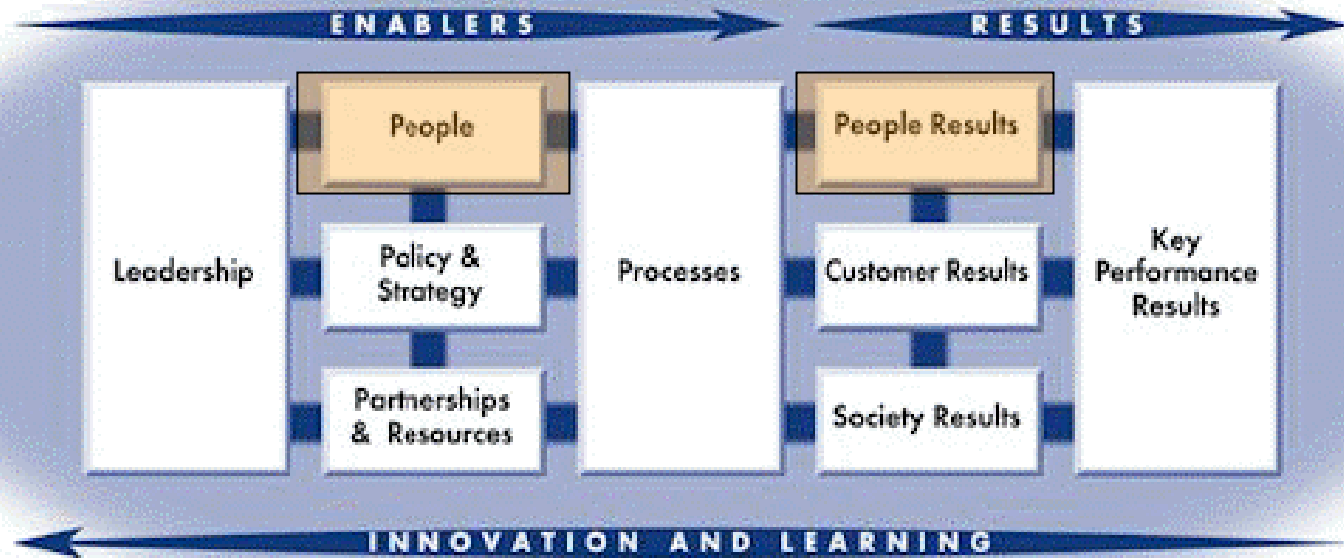 ENABLERS
RESULTS
People
People Results
Leadership
Policy &
Strategy
Processes
Customer Results
Key
Performance
Results
Partnerships
& Resources
Society Results
INNOVATION AND LEARNING